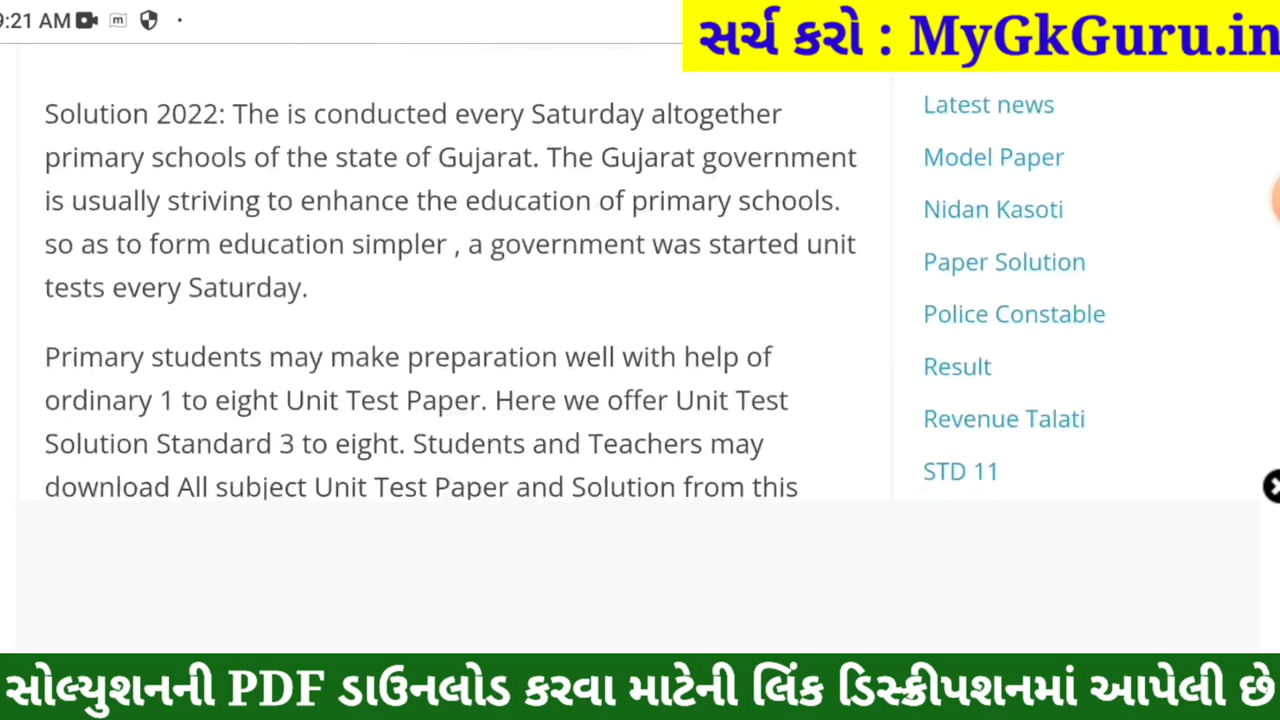 9:21 AM
સર્ચ કરો : MyGkGuru.in
Solution 2022: The is conducted every Saturday altogether
primary schools of the state of Gujarat. The Gujarat government
is usually striving to enhance the education of primary schools.
so as to form education simpler , a government was started unit
tests every Saturday.
Primary students may make preparation well with help of
ordinary 1 to eight Unit Test Paper. Here we offer Unit Test
Solution Standard 3 to eight. Students and Teachers may
download All subject Unit Test Paper and Solution from this
Latest news
Model Paper
Nidan Kasoti
Paper Solution
Police Constable
Result
Revenue Talati
STD 11
સોલ્યુશનની PDF ડાઉનલોડ કરવા માટેની લિંક ડિસ્ક્રીપશનમાં આપેલી છે